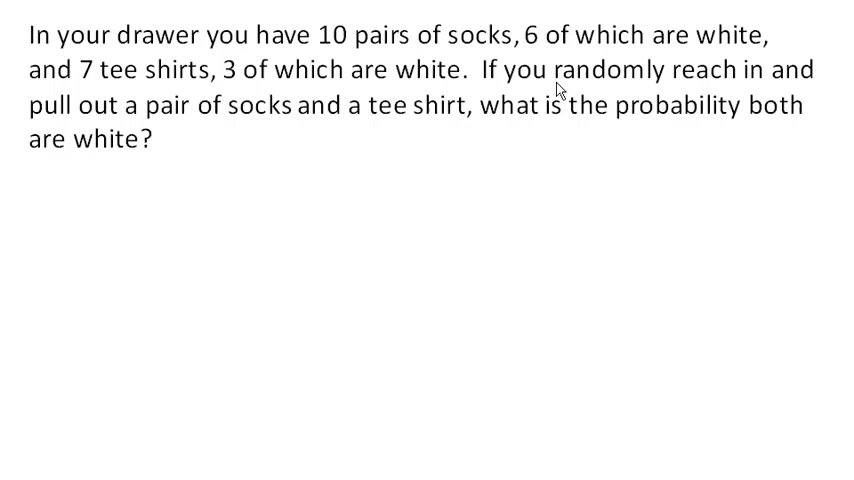 In your drawer you have 10 pairs of socks, 6 of which are white,
and 7 tee shirts, 3 of which are white. If you randomly reach in and
pull out a pair of socks and a tee shirt, what is the probability both
are white?